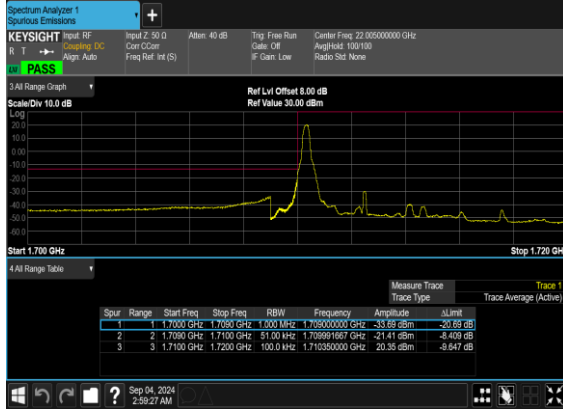 Spectrum Analyzer 1
Spurious Emissions
+
KEYSIGHT Input: RF Input Z: 50 Ω Atten: 40 dB Trig: Free Run Center Freq: 22.005000000 GHz
R T Coupling: DC Corr CCorr Gate: Off Avg|Hold: 100/100
Align: Auto Freq Ref: Int (S) IF Gain: Low Radio Std: None
PASS
3 All Range Graph
Ref Lvl Offset 8.00 dB
Scale/Div 10.0 dB Ref Value 30.00 dBm
Log
20.0
10.0
0.00
-10.0
-20.0
-30.0
-40.0
-50.0
-60.0
Start 1.700 GHz Stop 1.720 GH
4 All Range Table
Measure Trace Trace 1
Trace Type Trace Average (Active)
Spur Range Start Freq Stop Freq RBW Frequency Amplitude ΔLimit
1 1 1.7000 GHz 1.7090 GHz 1.000 MHz 1.709000000 GHz -33.69 dBm -20.69 dB
2 2 1.7090 GHz 1.7100 GHz 51.00 kHz 1.709991667 GHz -21.41 dBm -8.409 dB
3 3 1.7100 GHz 1.7200 GHz 100.0 kHz 1.710350000 GHz 20.35 dBm -9.647 dB
? Sep 04, 2024
2:59:27 AM